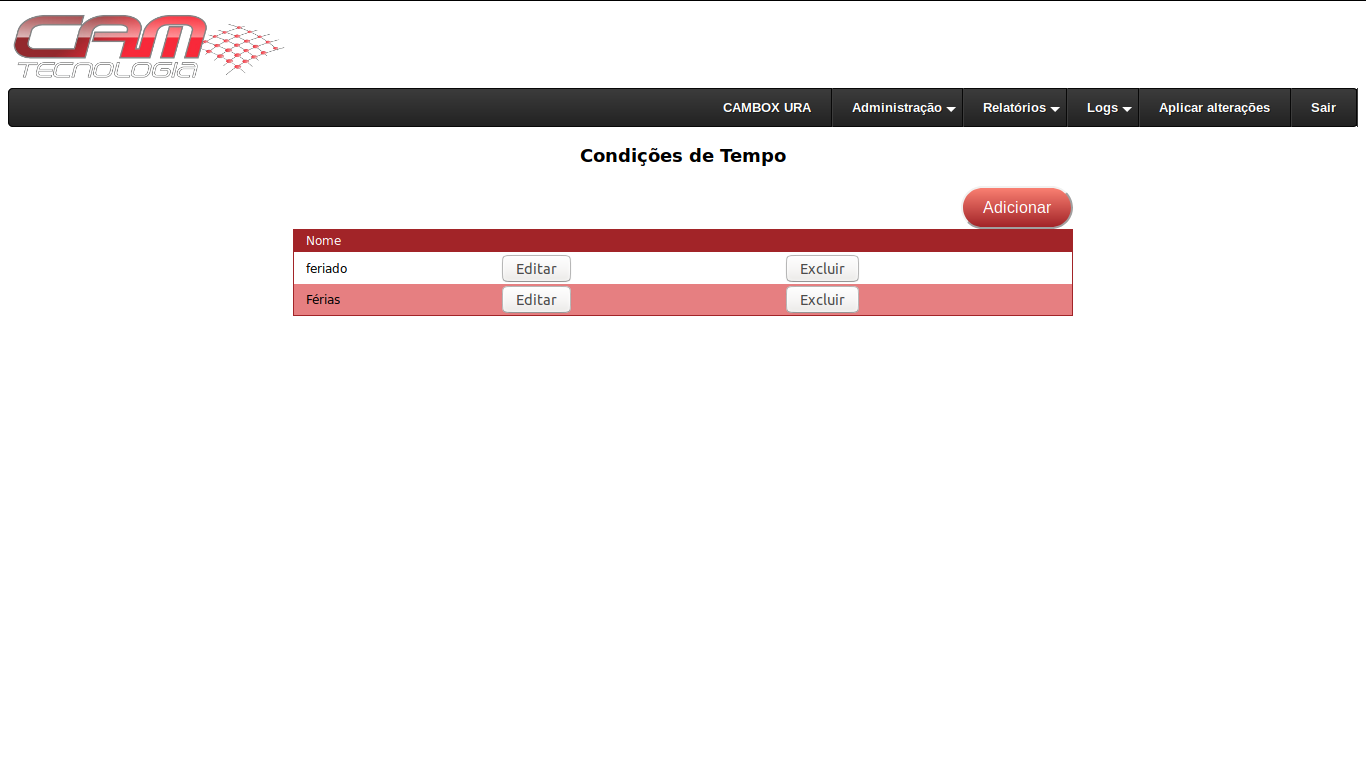 CAM
TECNOLOGIA
CAMBOX URA Administração Relatórios Logs Aplicar alterações Sair
Condições de Tempo
Adicionar
Nome
feriado Editar Excluir
Férias Editar Excluir